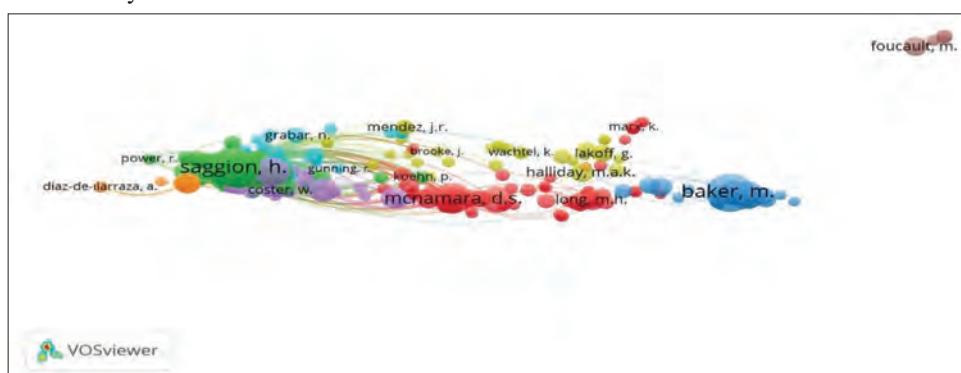 foucault, m.
mendez, j.r.
marx, k.
grabar, n.
brooke, j.
wachtel, k.
lakoff, g.
power, r.
saggion, h.
gunning, r.
halliday, m.a.k.
koehn, p.
diaz-de-ilarraza, a.
coster, w.
mcnamara, d.s.
long, m.h.
baker, m.
VOSviewer